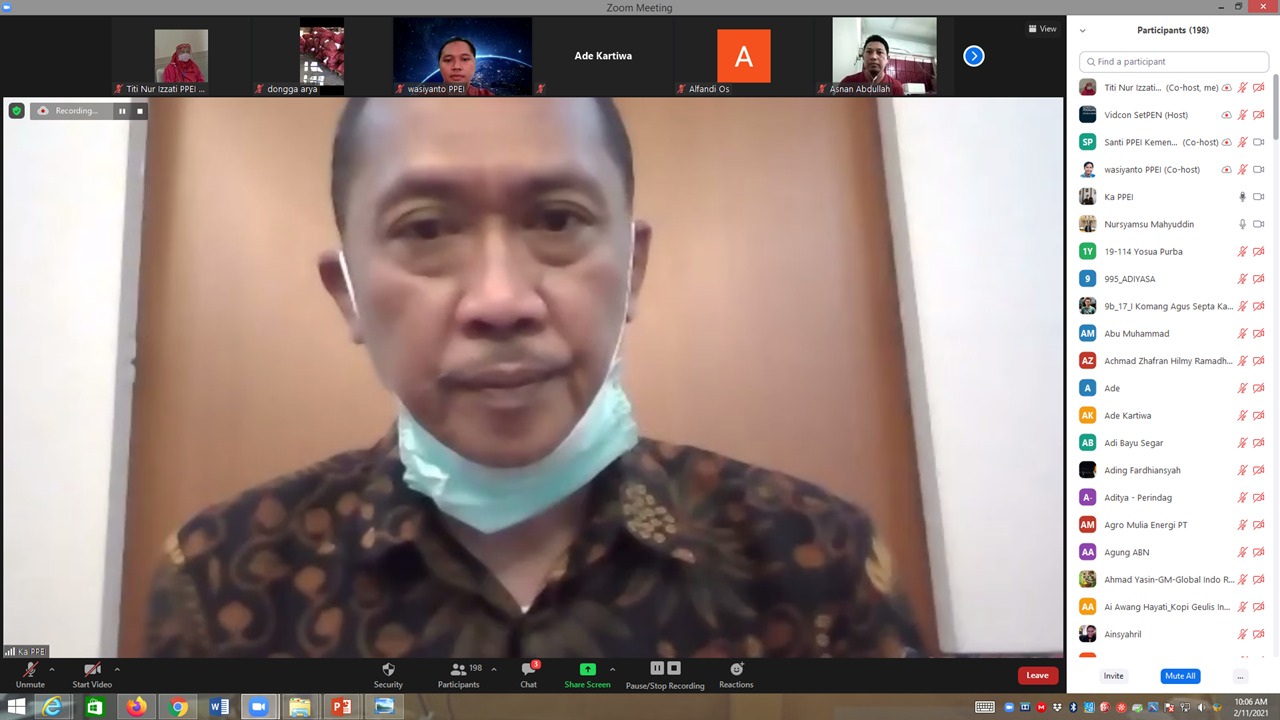 Zoom Meeting
View
Titi Nur Izzati PPEI ...
dongga arya
wasiyanto PPEI
Ade Kartiwa
A
Alfandi Os
Asnan Abdullah
Recording...
Ka PPEI
Participants (198)
Find a participant
Titi Nur Izzati... (Co-host, me)
Vidcon SetPEN (Host)
SP Santi PPEI Kemen... (Co-host)
wasiyanto PPEI (Co-host)
Ka PPEI
Nursyamsu Mahyuddin
1Y 19-114 Yosua Purba
9 995_ADIYASA
9b_17_I Komang Agus Septa Ka...
AM Abu Muhammad
AZ Achmad Zhafran Hilmy Ramadh...
A Ade
AK Ade Kartiwa
AB Adi Bayu Segar
Ading Fardhiansyah
A- Aditya - Perindag
AM Agro Mulia Energi PT
AA Agung ABN
Ahmad Yasin-GM-Global Indo R...
AA Ai Awang Hayati_Kopi Geulis In...
Ainsyahril
Invite
Mute All
...
Unmute
Start Video
Security
198
Participants
3
Chat
Share Screen
Pause/Stop Recording
Reactions
Leave
10:06 AM
2/11/2021